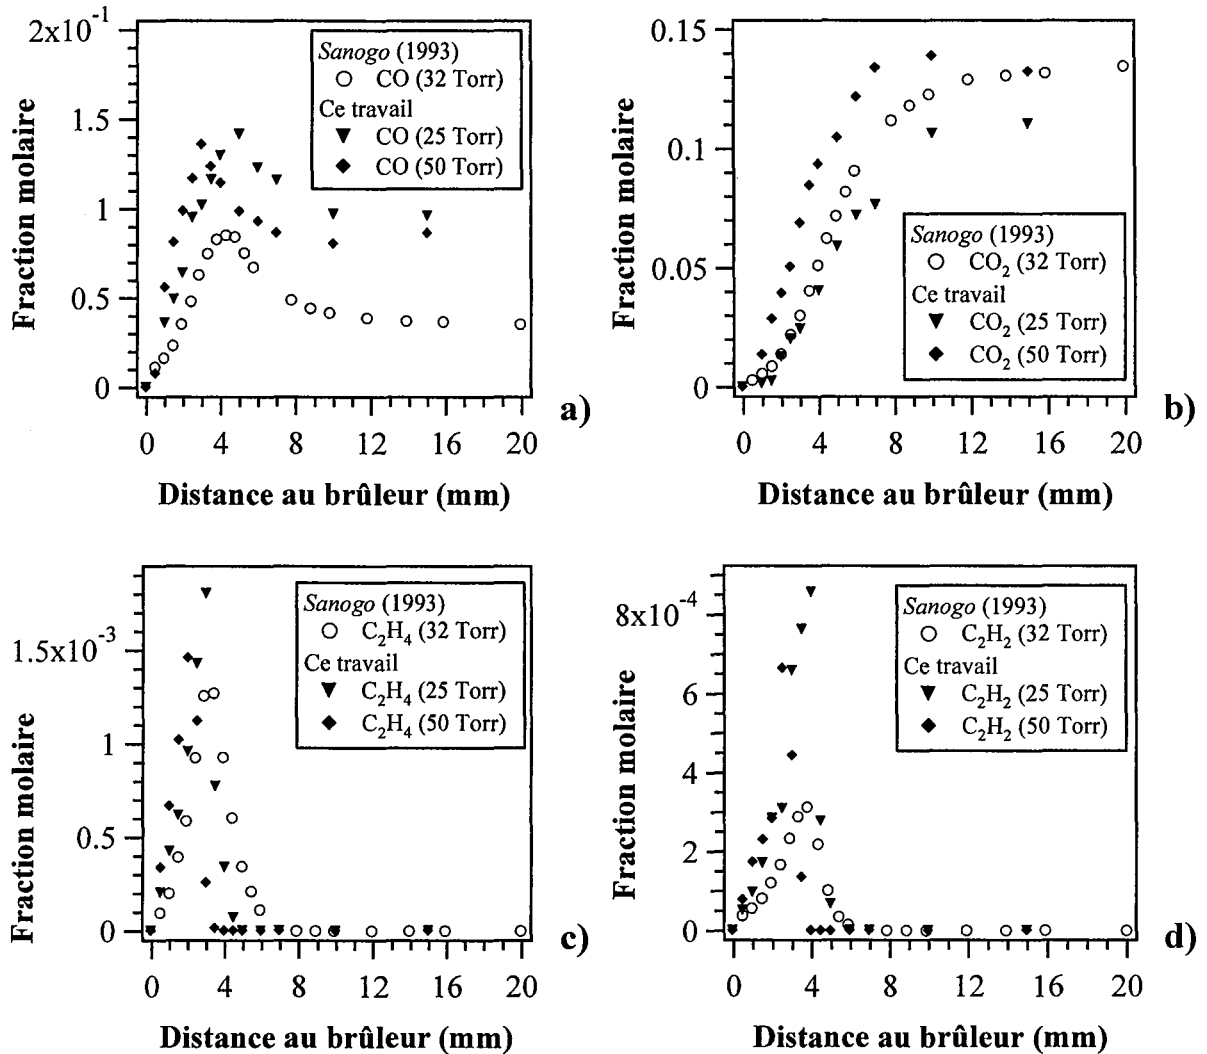 2x10-1
1.5
1
0.5
0
Fraction molaire
Sanogo (1993)
CO (32 Torr)
Ce travail
CO (25 Torr)
CO (50 Torr)
0 4 8 12 16 20
Distance au brûleur (mm)
a)
0.15
0.1
0.05
0
Fraction molaire
Sanogo (1993)
CO2 (32 Torr)
Ce travail
CO2 (25 Torr)
CO2 (50 Torr)
0 4 8 12 16 20
Distance au brûleur (mm)
b)
1.5x10-3
1
0.5
0
Fraction molaire
Sanogo (1993)
C2H4 (32 Torr)
Ce travail
C2H4 (25 Torr)
C2H4 (50 Torr)
0 4 8 12 16 20
Distance au brûleur (mm)
c)
8x10-4
6
4
2
0
Fraction molaire
Sanogo (1993)
C2H2 (32 Torr)
Ce travail
C2H2 (25 Torr)
C2H2 (50 Torr)
0 4 8 12 16 20
Distance au brûleur (mm)
d)